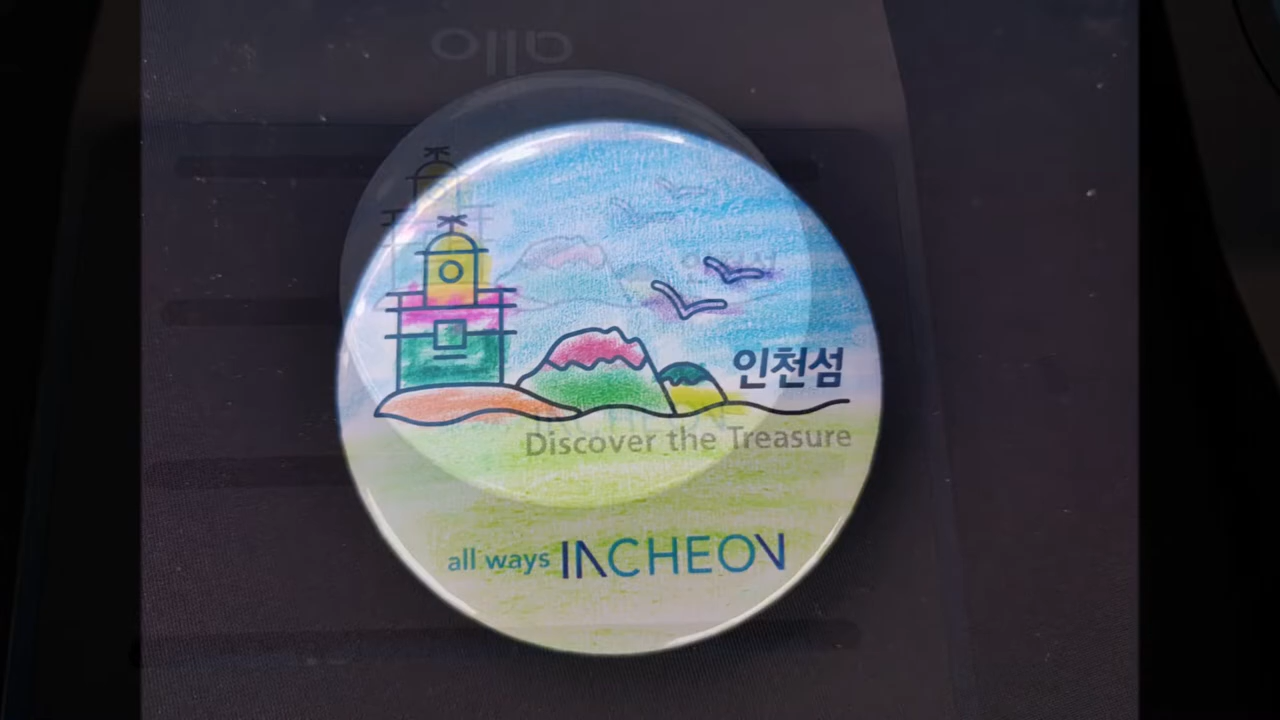 인천섬
Discover the Treasure
all ways INCHEON